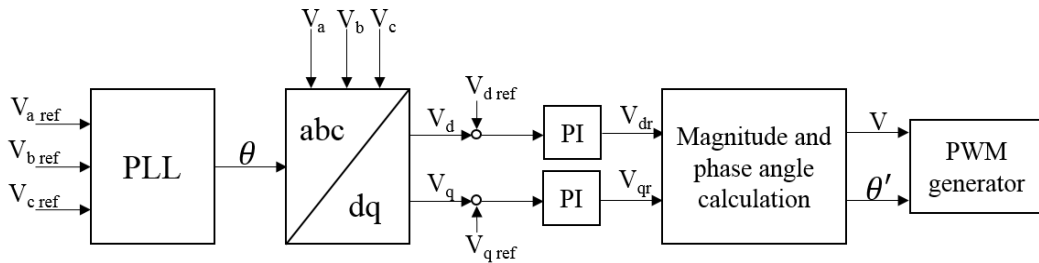 V_a V_b V_c
V_a ref
V_b ref
V_c ref
PLL
θ
abc
dq
V_d
V_d ref
V_q
V_q ref
PI
PI
V_dr
V_qr
Magnitude and
phase angle
calculation
V
θ′
PWM
generator